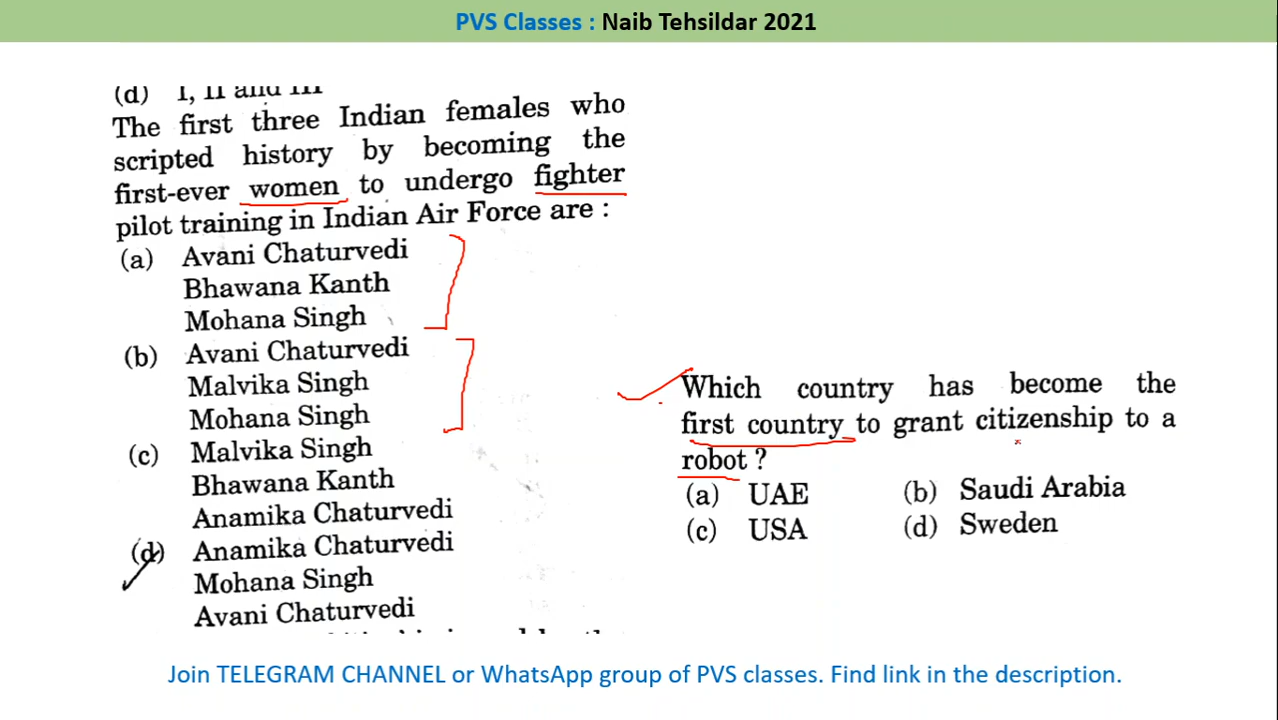 PVS Classes : Naib Tehsildar 2021
(d) I, II and III
The first three Indian females who
scripted history by becoming the
first-ever women to undergo fighter
pilot training in Indian Air Force are :
(a) Avani Chaturvedi
Bhawana Kanth
Mohana Singh
(b) Avani Chaturvedi
Malvika Singh
Mohana Singh
(c) Malvika Singh
Bhawana Kanth
Anamika Chaturvedi
(d) Anamika Chaturvedi
Mohana Singh
Avani Chaturvedi
Which country has become the
first country to grant citizenship to a
robot ?
(a) UAE (b) Saudi Arabia
(c) USA (d) Sweden
Join TELEGRAM CHANNEL or WhatsApp group of PVS classes. Find link in the description.